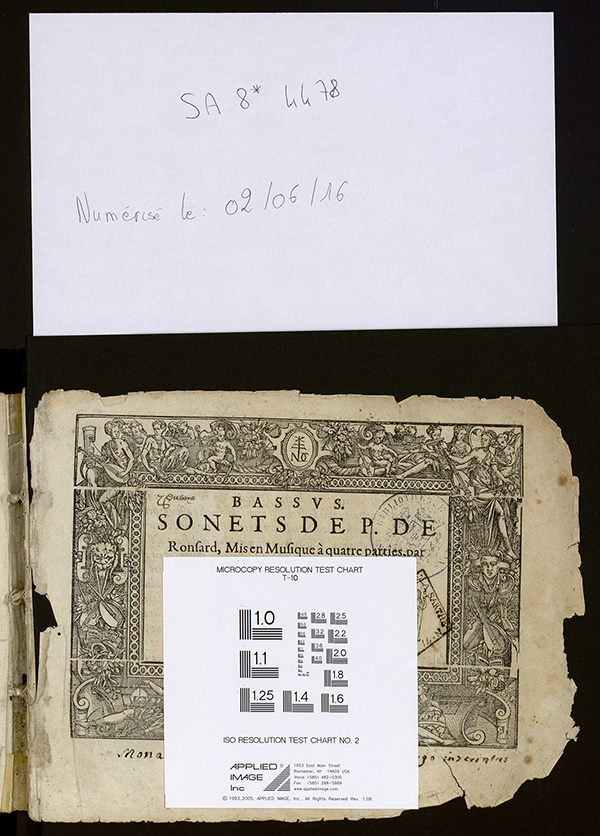 SA 8* 4478
Numérisé le: 02/06/16
BASSVS.
SONETS DE P. DE
Ronsard, Mis en Musique à quatre parties, par
MICROCOPY RESOLUTION TEST CHART
T-10
1.0
2.8
2.5
3.2
2.2
3.6
1.1
4.0
2.0
1.8
1.25
1.4
1.6
ISO RESOLUTION TEST CHART NO. 2
Mona
inscriptus
APPLIED IMAGE Inc
1653 East Main Street
Rochester, NY 14609 USA
Voice (585) 482-0300
Fax (585) 288-5989
www.appliedimage.com
© 1993, 2005, APPLIED IMAGE, Inc., All Rights Reserved Rev. 1.08